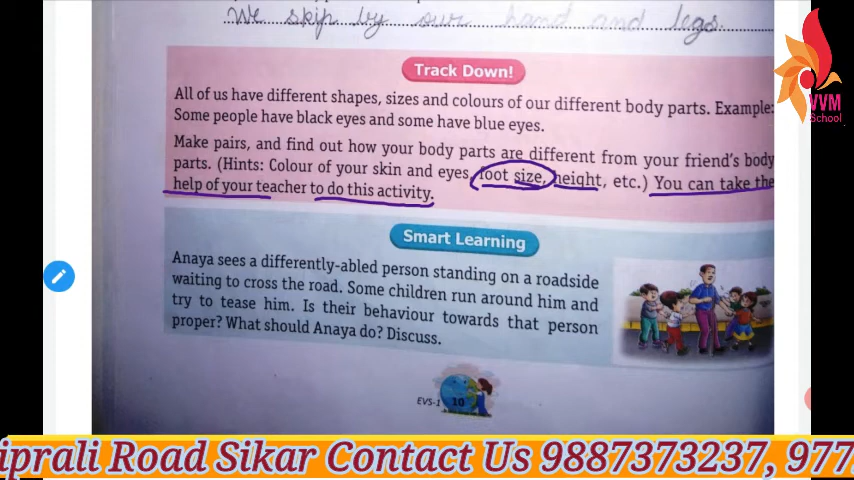 We skip by our hand and legs.
Track Down!
All of us have different shapes, sizes and colours of our different body parts. Example:
Some people have black eyes and some have blue eyes.
Make pairs, and find out how your body parts are different from your friend's body
parts. (Hints: Colour of your skin and eyes, foot size, height, etc.) You can take the
help of your teacher to do this activity.
Smart Learning
Anaya sees a differently-abled person standing on a roadside
waiting to cross the road. Some children run around him and
try to tease him. Is their behaviour towards that person
proper? What should Anaya do? Discuss.
EVS-1 10
VVM
School
iprali Road Sikar Contact Us 9887373237, 977